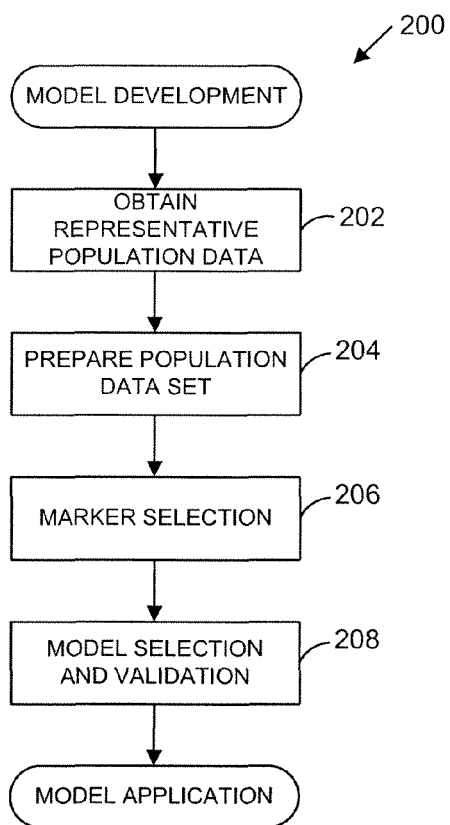 200
MODEL DEVELOPMENT
OBTAIN
REPRESENTATIVE
POPULATION DATA
202
PREPARE POPULATION
DATA SET
204
MARKER SELECTION
206
MODEL SELECTION
AND VALIDATION
208
MODEL APPLICATION